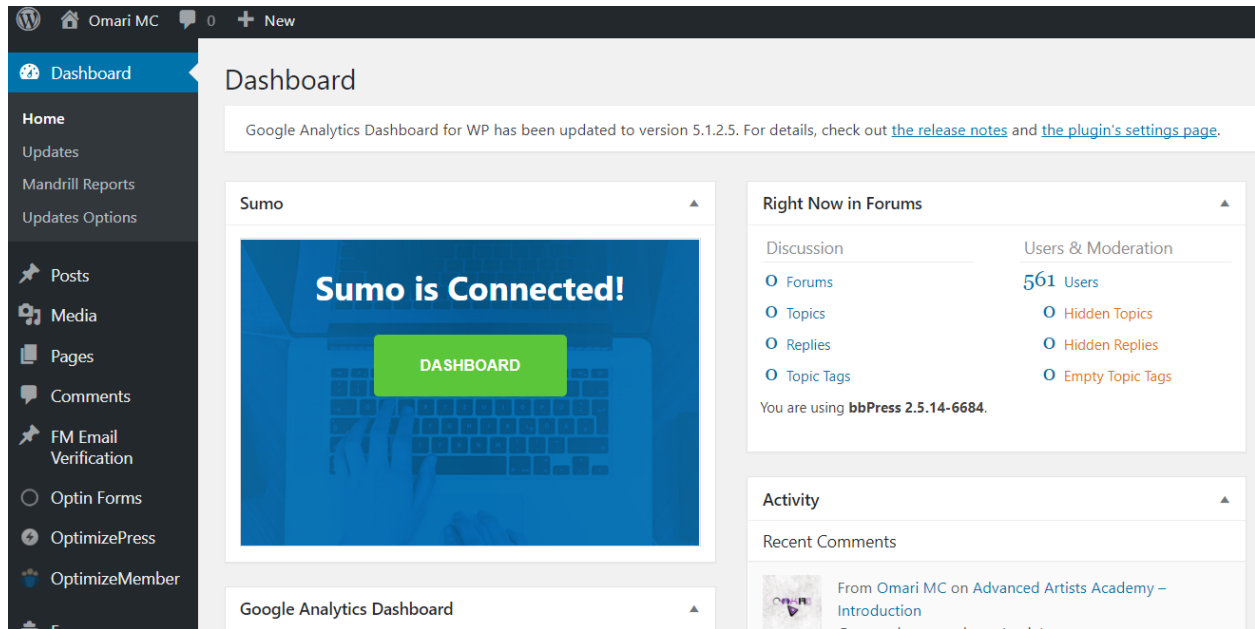 Omari MC 0 New
Dashboard
Home
Updates
Mandrill Reports
Updates Options
Posts
Media
Pages
Comments
FM Email
Verification
Optin Forms
OptimizePress
OptimizeMember
Dashboard
Google Analytics Dashboard for WP has been updated to version 5.1.2.5. For details, check out the release notes and the plugin's settings page.
Sumo
Sumo is Connected!
DASHBOARD
Google Analytics Dashboard
Right Now in Forums
Discussion
0 Forums
0 Topics
0 Replies
0 Topic Tags
Users & Moderation
561 Users
0 Hidden Topics
0 Hidden Replies
0 Empty Topic Tags
You are using bbPress 2.5.14-6684.
Activity
Recent Comments
OMARI
From Omari MC on Advanced Artists Academy –
Introduction